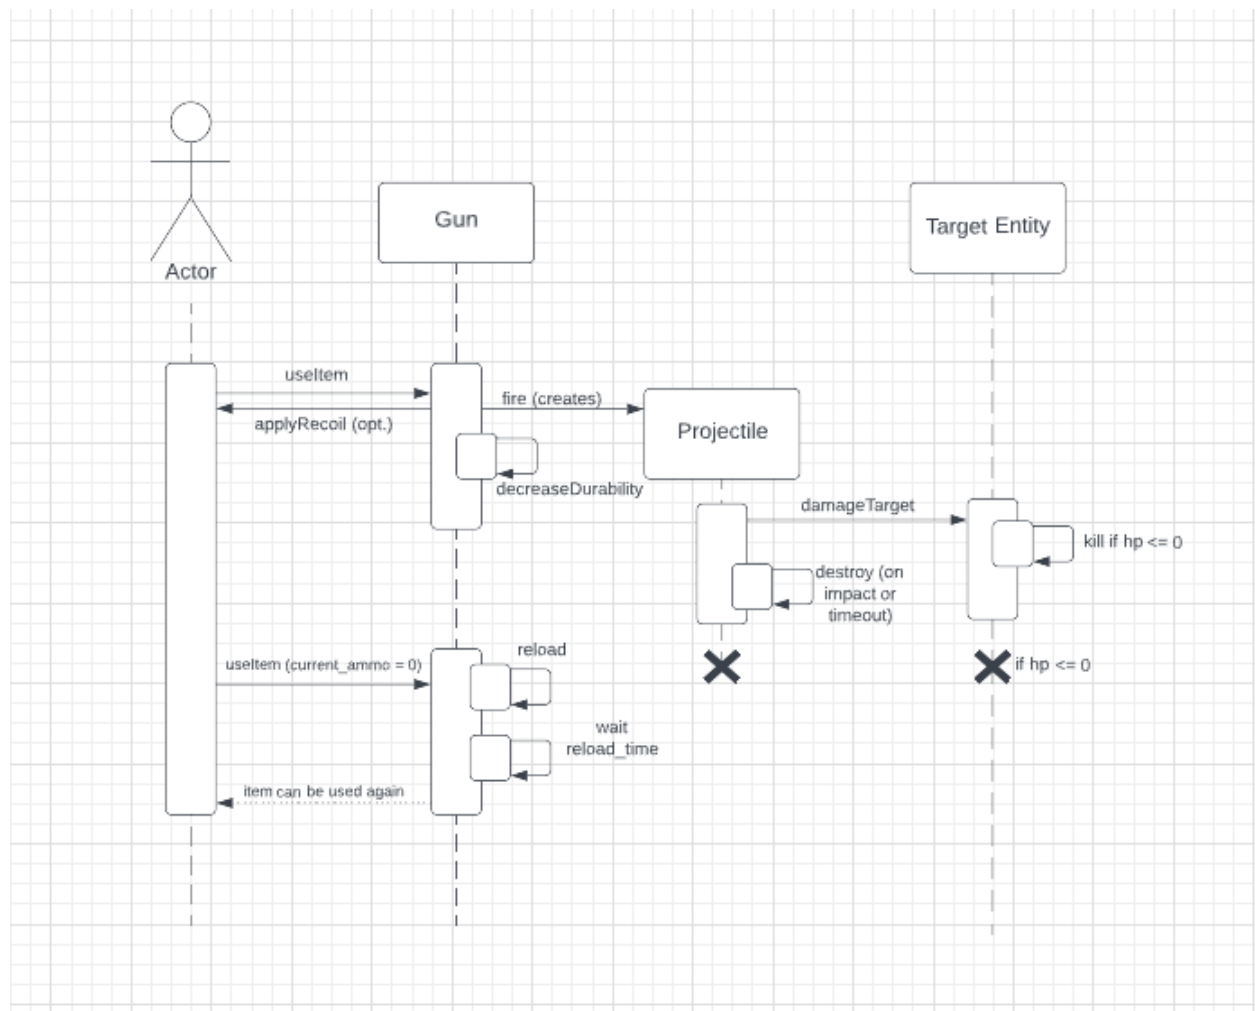 Gun
Target Entity
Actor
useItem
fire (creates)
applyRecoil (opt.)
Projectile
decreaseDurability
damageTarget
kill if hp <= 0
destroy (on
impact or
timeout)
reload
useItem (current_ammo = 0)
if hp <= 0
wait
reload_time
item can be used again